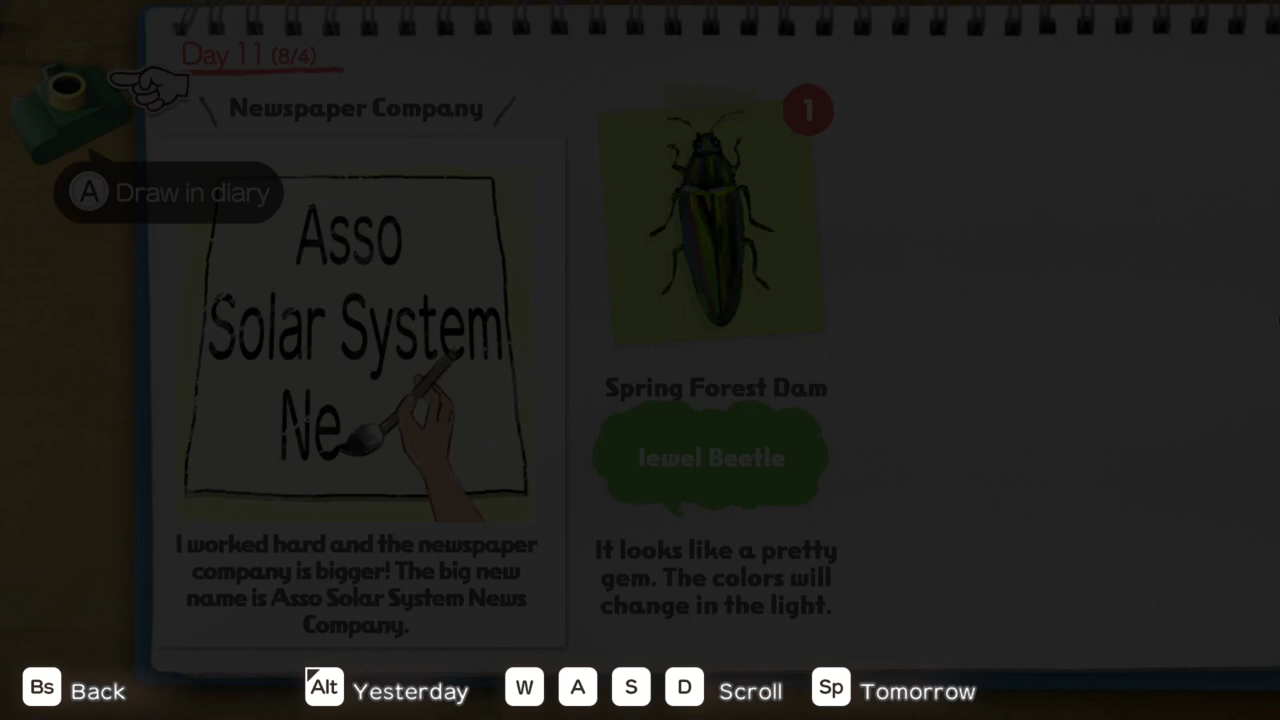 Day 11 (8/4)
Newspaper Company
1
A Draw in diary
Asso
Solar System
Ne
I worked hard and the newspaper
company is bigger! The big new
name is Asso Solar System News
Company.
Spring Forest Dam
Jewel Beetle
It looks like a pretty
gem. The colors will
change in the light.
Bs Back Alt Yesterday W A S D Scroll Sp Tomorrow